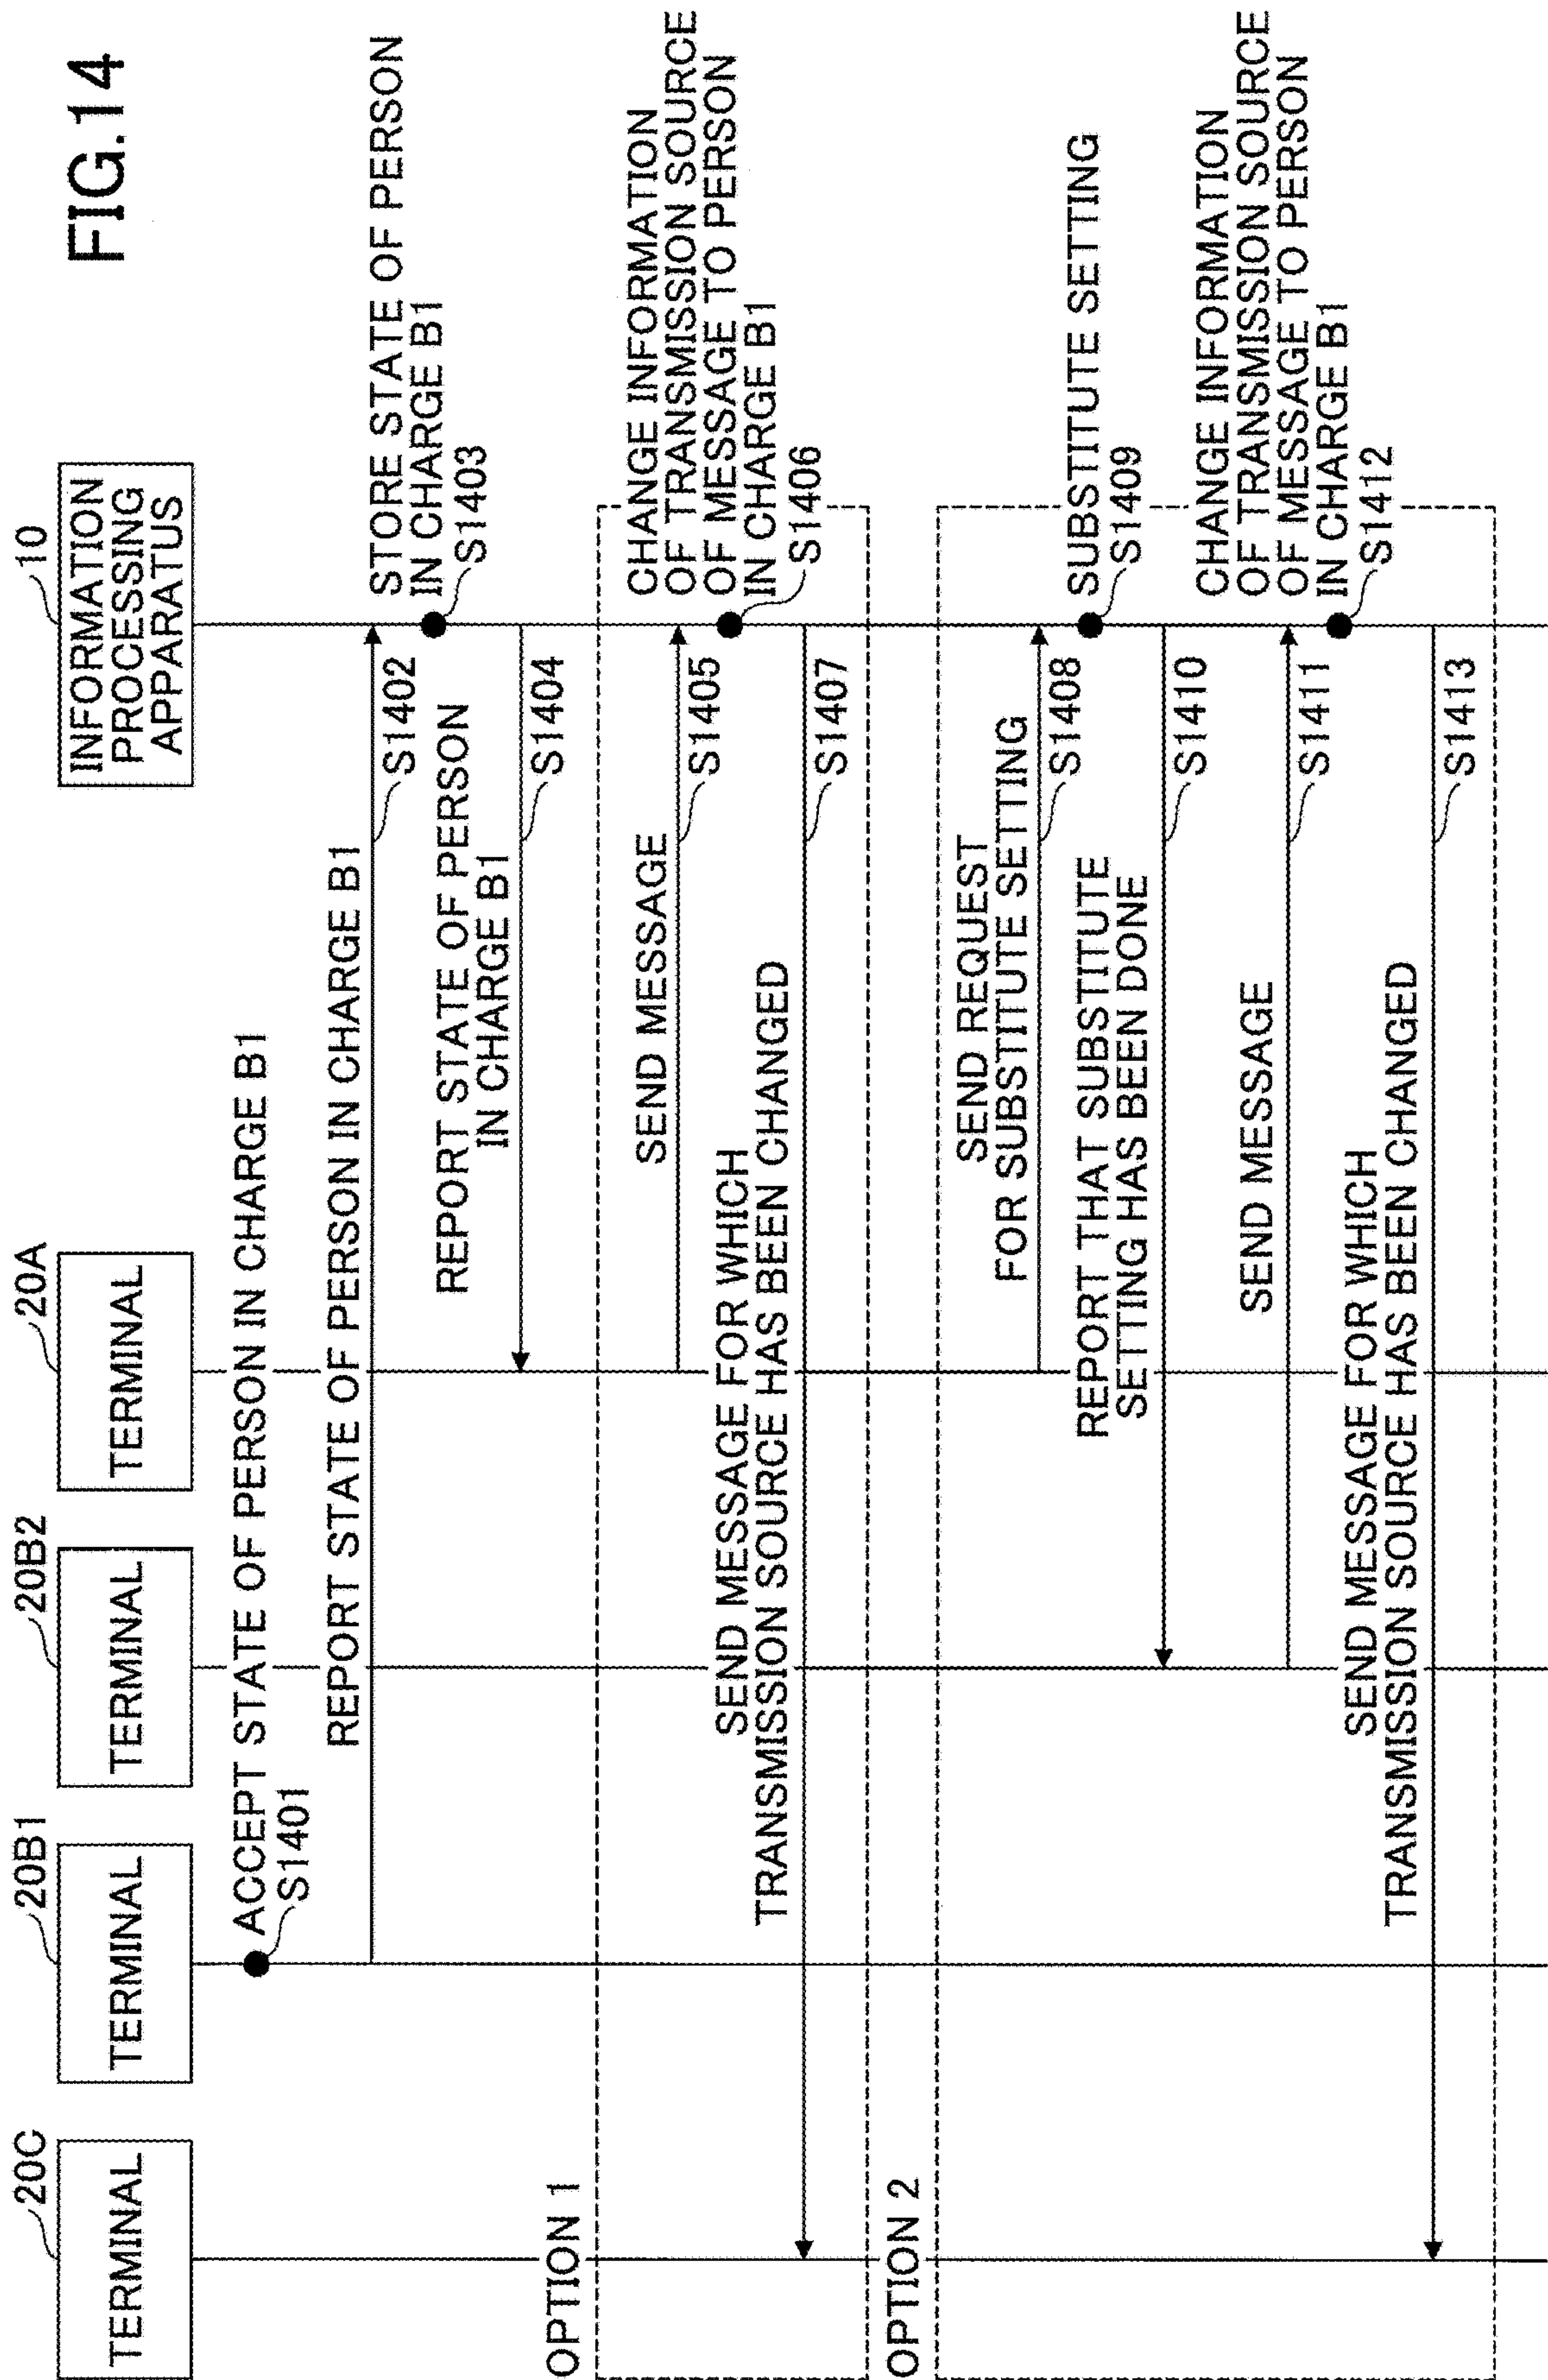 FIG.14
20C
TERMINAL
20B1
TERMINAL
20B2
TERMINAL
20A
TERMINAL
10
INFORMATION
PROCESSING
APPARATUS
ACCEPT STATE OF PERSON IN CHARGE B1
S1401
REPORT STATE OF PERSON IN CHARGE B1
S1402
STORE STATE OF PERSON
IN CHARGE B1
S1403
REPORT STATE OF PERSON
IN CHARGE B1
S1404
OPTION 1
SEND MESSAGE
S1405
CHANGE INFORMATION
OF TRANSMISSION SOURCE
OF MESSAGE TO PERSON
IN CHARGE B1
S1406
SEND MESSAGE FOR WHICH
TRANSMISSION SOURCE HAS BEEN CHANGED
S1407
OPTION 2
SEND REQUEST
FOR SUBSTITUTE SETTING
S1408
SUBSTITUTE SETTING
S1409
REPORT THAT SUBSTITUTE
SETTING HAS BEEN DONE
S1410
SEND MESSAGE
S1411
CHANGE INFORMATION
OF TRANSMISSION SOURCE
OF MESSAGE TO PERSON
IN CHARGE B1
S1412
SEND MESSAGE FOR WHICH
TRANSMISSION SOURCE HAS BEEN CHANGED
S1413